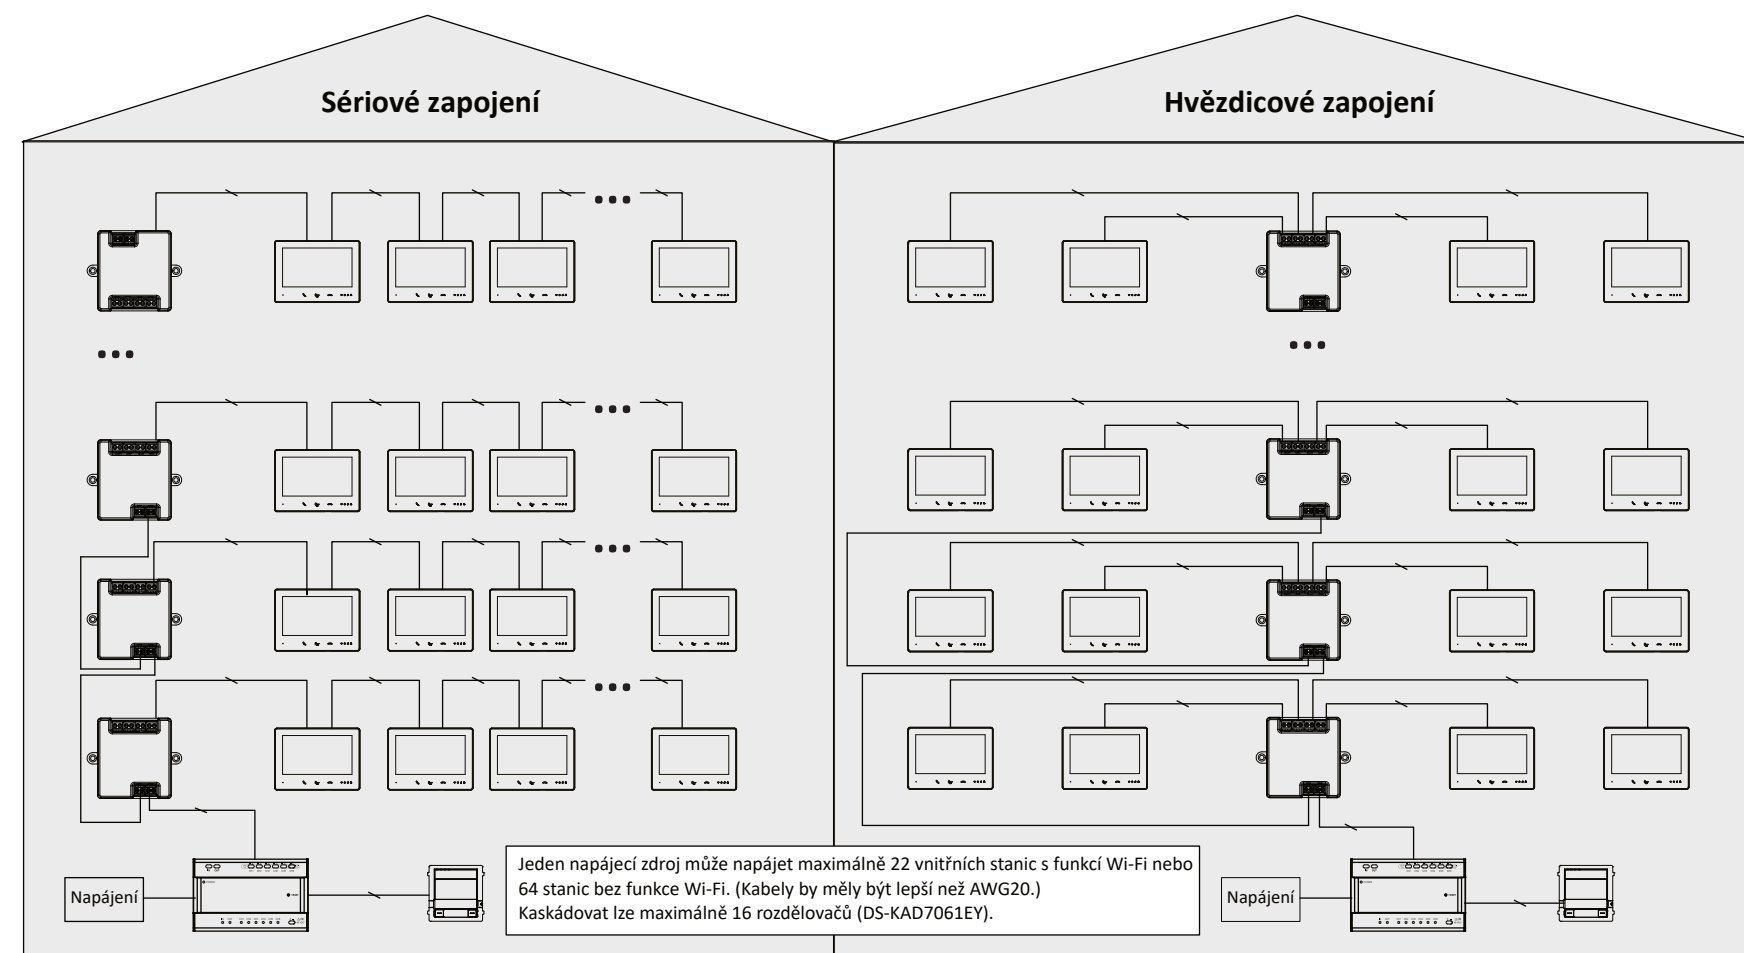 Sériové zapojení
Hvězdicové zapojení
Napájení
Jeden napájecí zdroj může napájet maximálně 22 vnitřních stanic s funkcí Wi-Fi nebo
64 stanic bez funkce Wi-Fi. (Kabely by měly být lepší než AWG20.)
Kaskádovat lze maximálně 16 rozdělovačů (DS-KAD7061EY).
Napájení